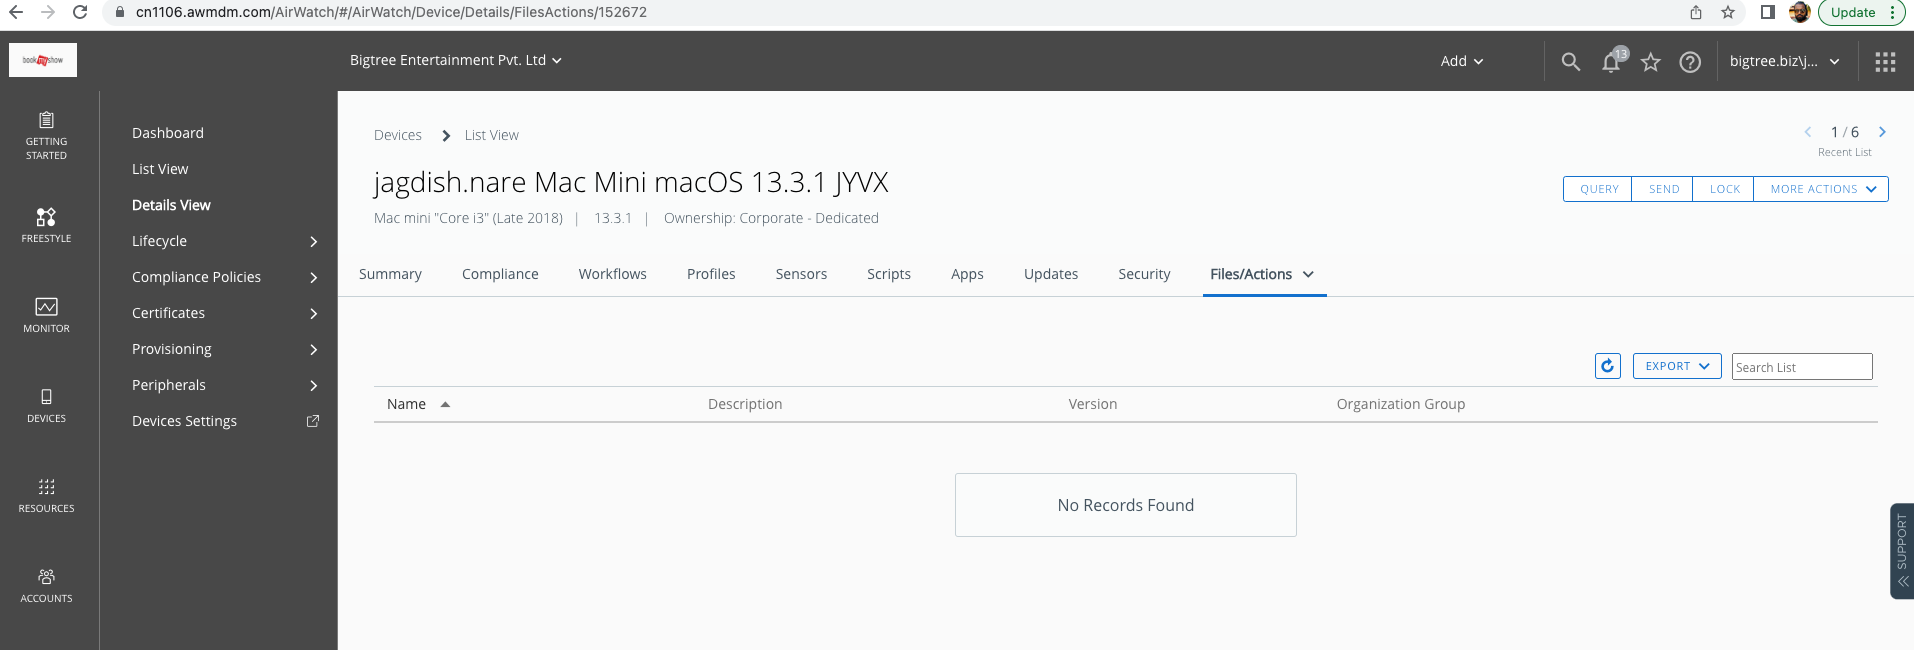 cn1106.awmdm.com/AirWatch/#/AirWatch/Device/Details/FilesActions/152672
Update
book my show
Bigtree Entertainment Pvt. Ltd
Add
13
bigtree.biz\j...
GETTING
STARTED
FREESTYLE
MONITOR
DEVICES
RESOURCES
ACCOUNTS
Dashboard
List View
Details View
Lifecycle
Compliance Policies
Certificates
Provisioning
Peripherals
Devices Settings
Devices > List View
1 / 6
Recent List
jagdish.nare Mac Mini macOS 13.3.1 JYVX
QUERY SEND LOCK MORE ACTIONS
Mac mini "Core i3" (Late 2018) | 13.3.1 | Ownership: Corporate - Dedicated
Summary Compliance Workflows Profiles Sensors Scripts Apps Updates Security Files/Actions
EXPORT Search List
Name Description Version Organization Group
No Records Found
SUPPORT